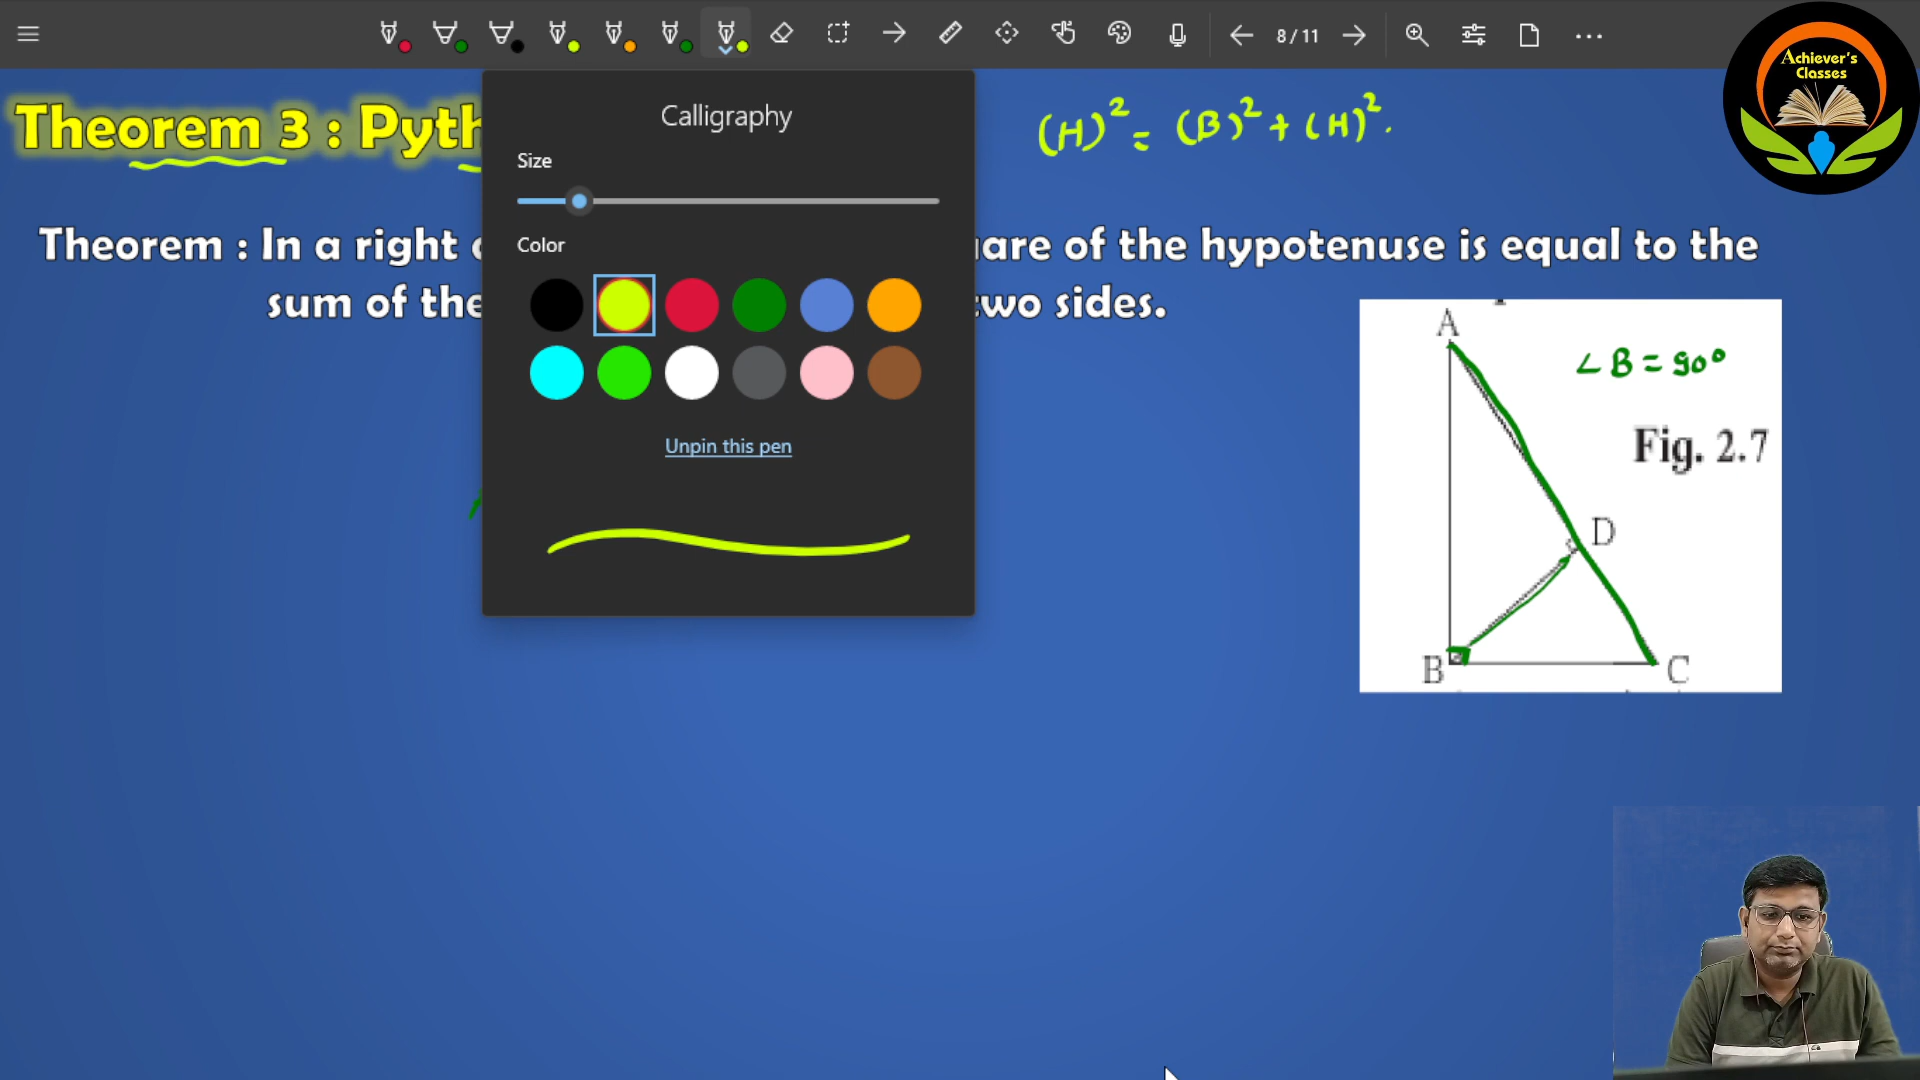 8 / 11
Achiever's
Classes
Theorem 3 : Pyth
(H)² = (B)² + (H)².
Calligraphy
Size
Color
Unpin this pen
Theorem : In a right are of the hypotenuse is equal to the
sum of the two sides.
A
∠B = 90°
Fig. 2.7
D
B
C